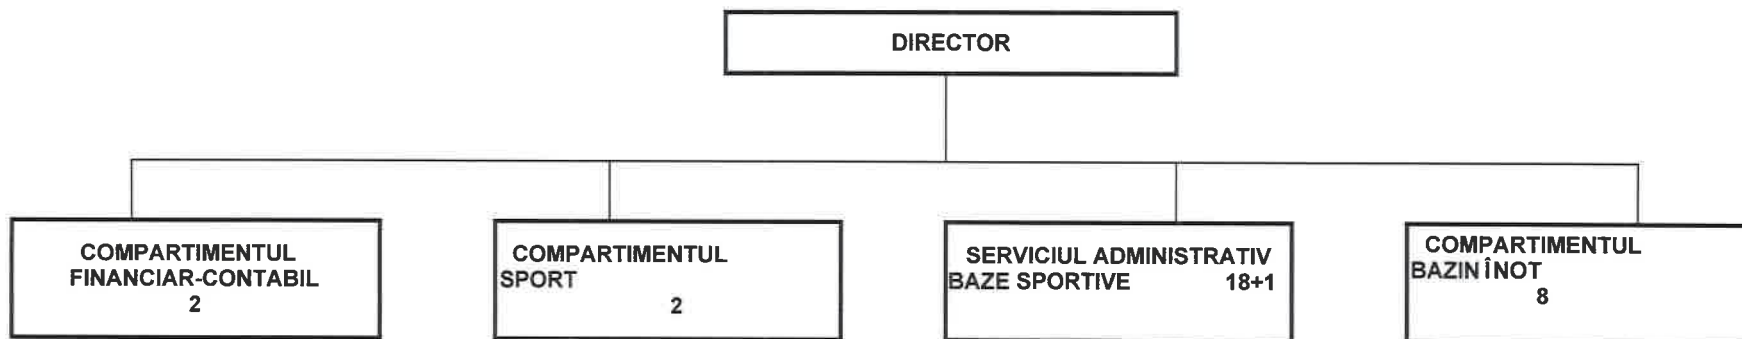 DIRECTOR
COMPARTIMENTUL
FINANCIAR-CONTABIL
2
COMPARTIMENTUL
SPORT
2
SERVICIUL ADMINISTRATIV
BAZE SPORTIVE 18+1
COMPARTIMENTUL
BAZIN ÎNOT
8